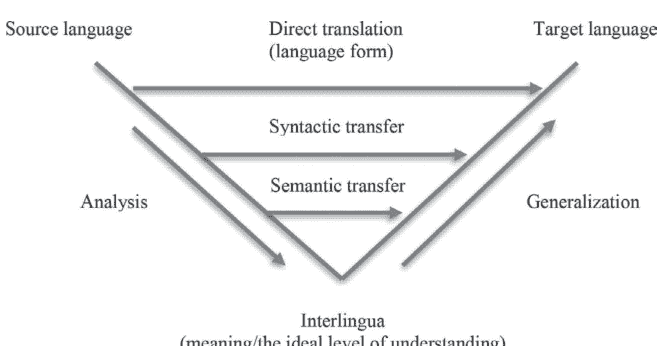 Source language
Direct translation
(language form)
Target language
Syntactic transfer
Semantic transfer
Analysis
Generalization
Interlingua
(meaning/the ideal level of understanding)